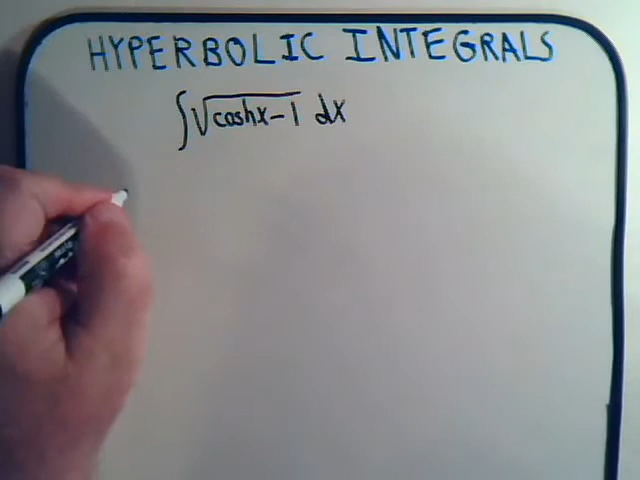 HYPERBOLIC INTEGRALS
∫√(coshx-1) dx